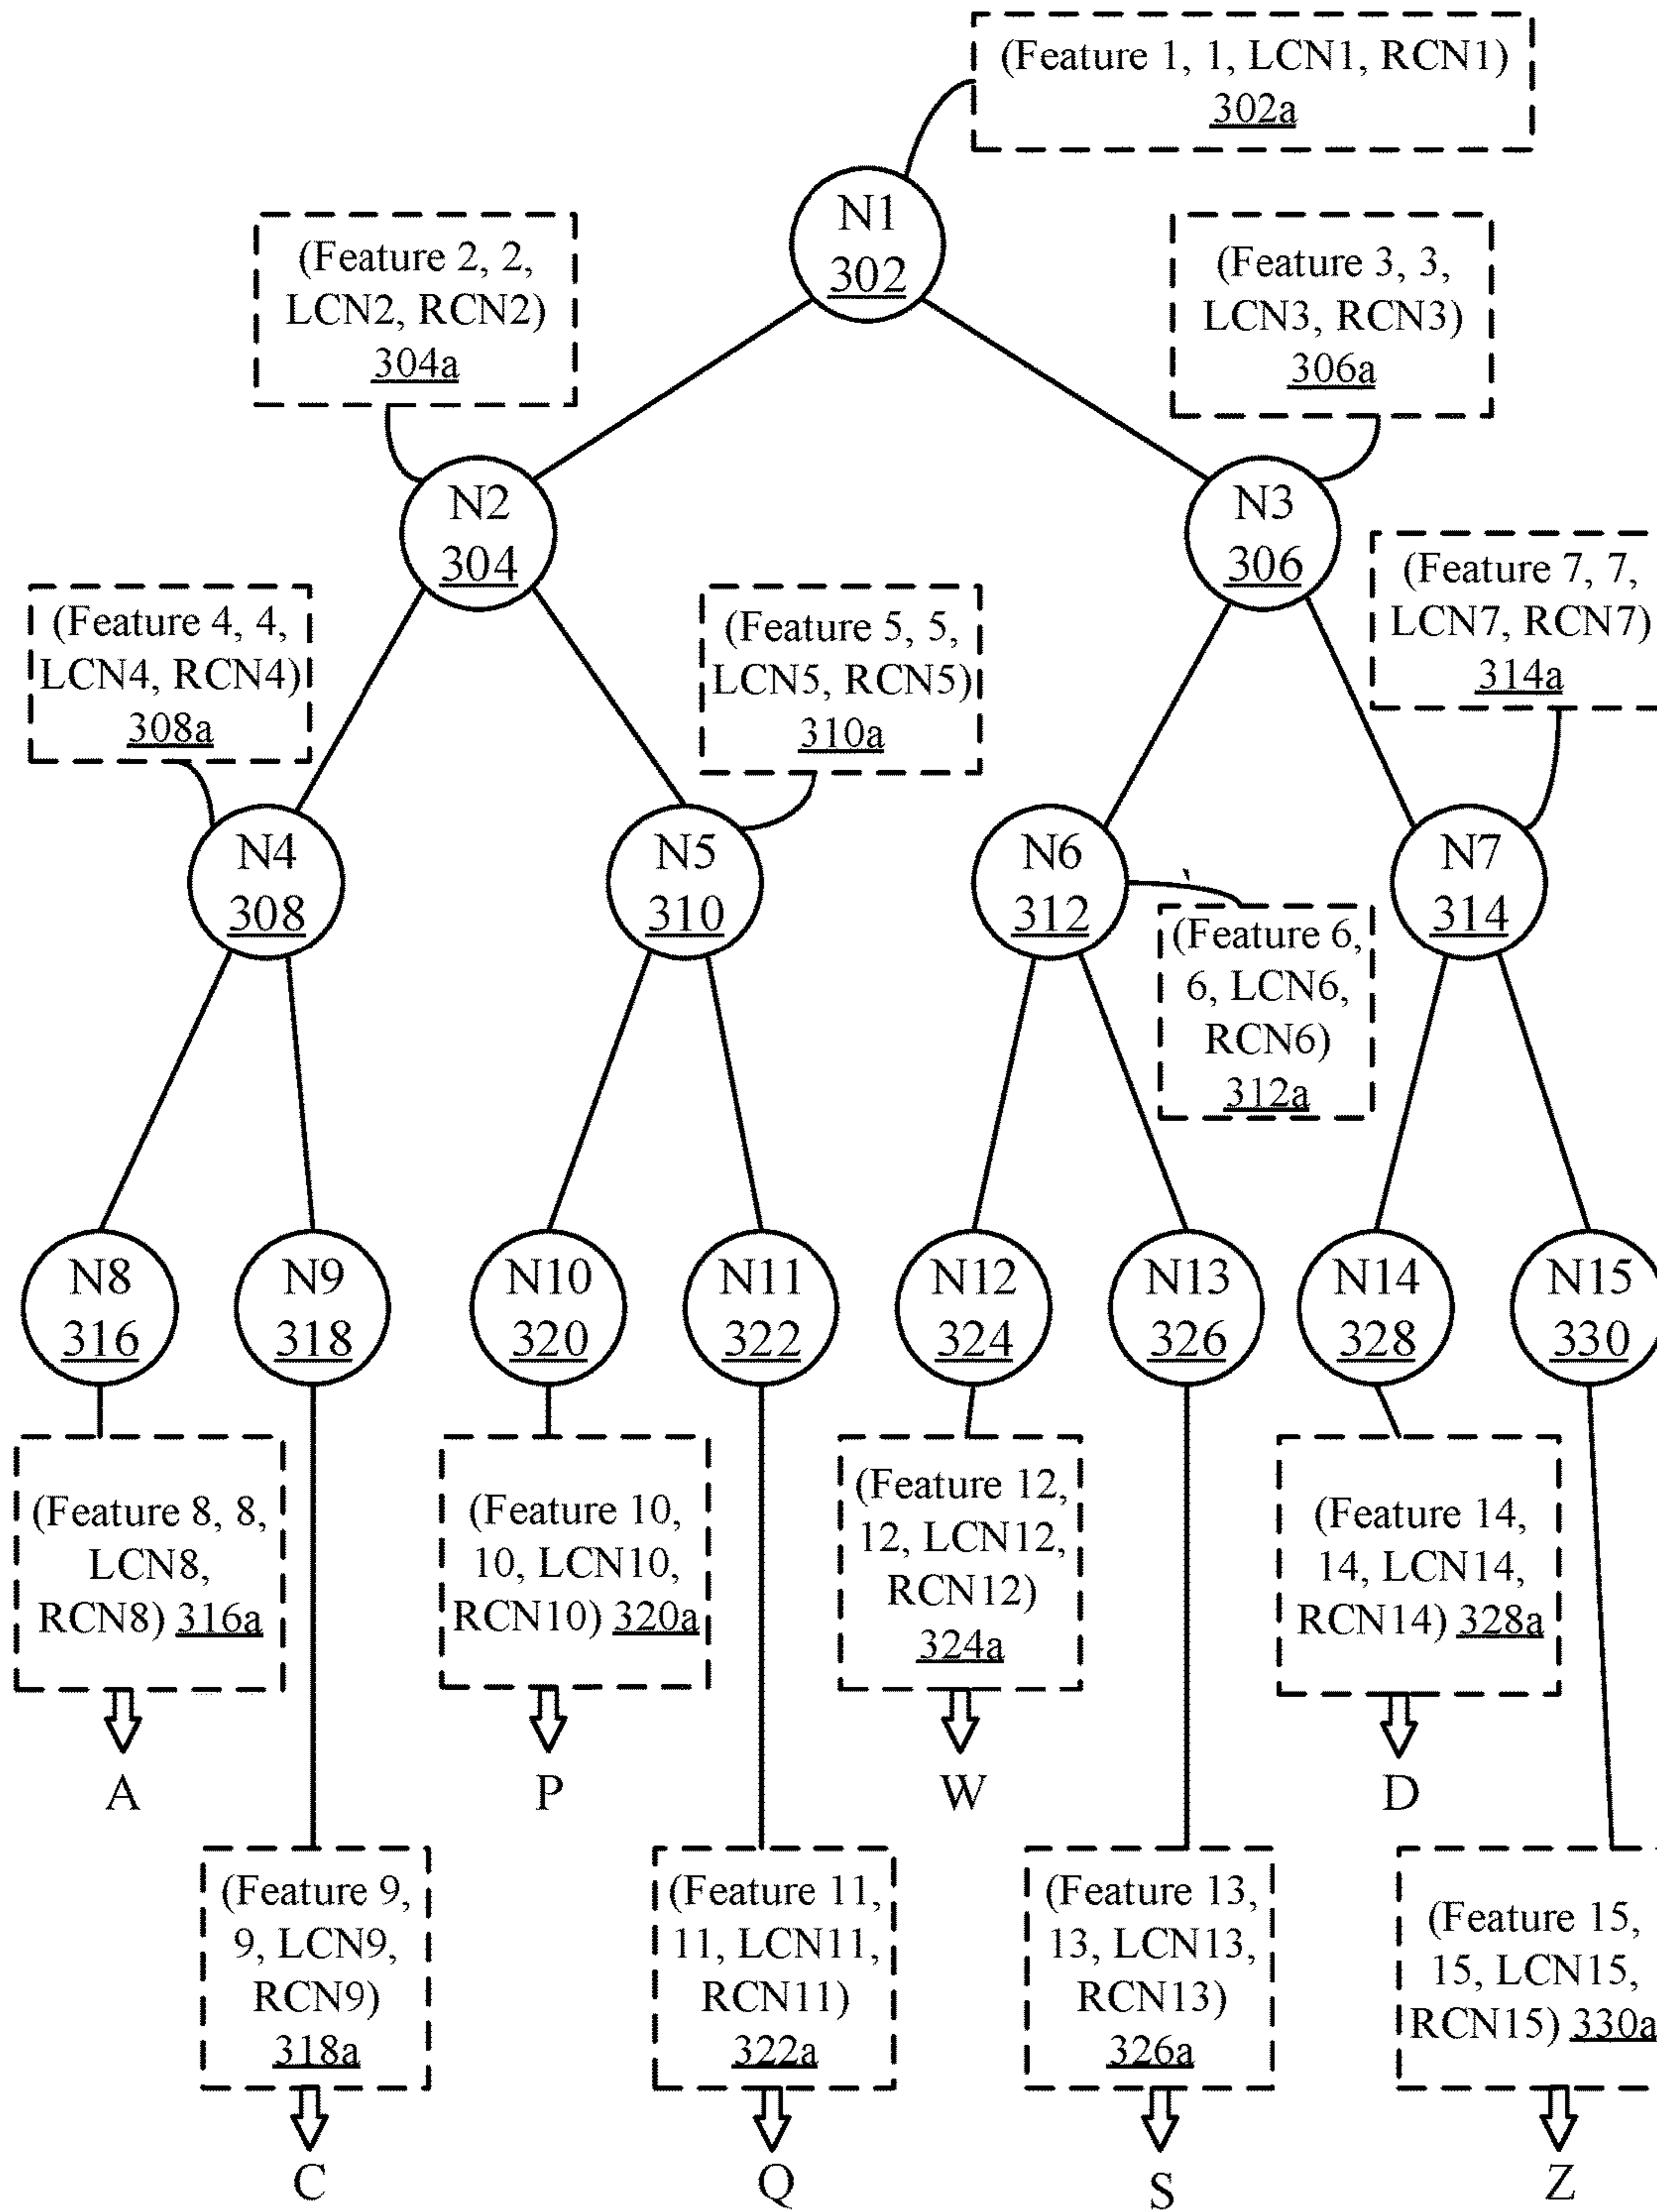 (Feature 1, 1, LCN1, RCN1)
302a
N1
302
(Feature 2, 2,
LCN2, RCN2)
304a
(Feature 3, 3,
LCN3, RCN3)
306a
N2
304
N3
306
(Feature 4, 4,
LCN4, RCN4)
308a
(Feature 5, 5,
LCN5, RCN5)
310a
(Feature 7, 7,
LCN7, RCN7)
314a
N4
308
N5
310
N6
312
N7
314
(Feature 6,
6, LCN6,
RCN6)
312a
N8
316
N9
318
N10
320
N11
322
N12
324
N13
326
N14
328
N15
330
(Feature 8, 8,
LCN8,
RCN8) 316a
(Feature 10,
10, LCN10,
RCN10) 320a
(Feature 12,
12, LCN12,
RCN12)
324a
(Feature 14,
14, LCN14,
RCN14) 328a
A
P
W
D
(Feature 9,
9, LCN9,
RCN9)
318a
(Feature 11,
11, LCN11,
RCN11)
322a
(Feature 13,
13, LCN13,
RCN13)
326a
(Feature 15,
15, LCN15,
RCN15) 330a
C
Q
S
Z